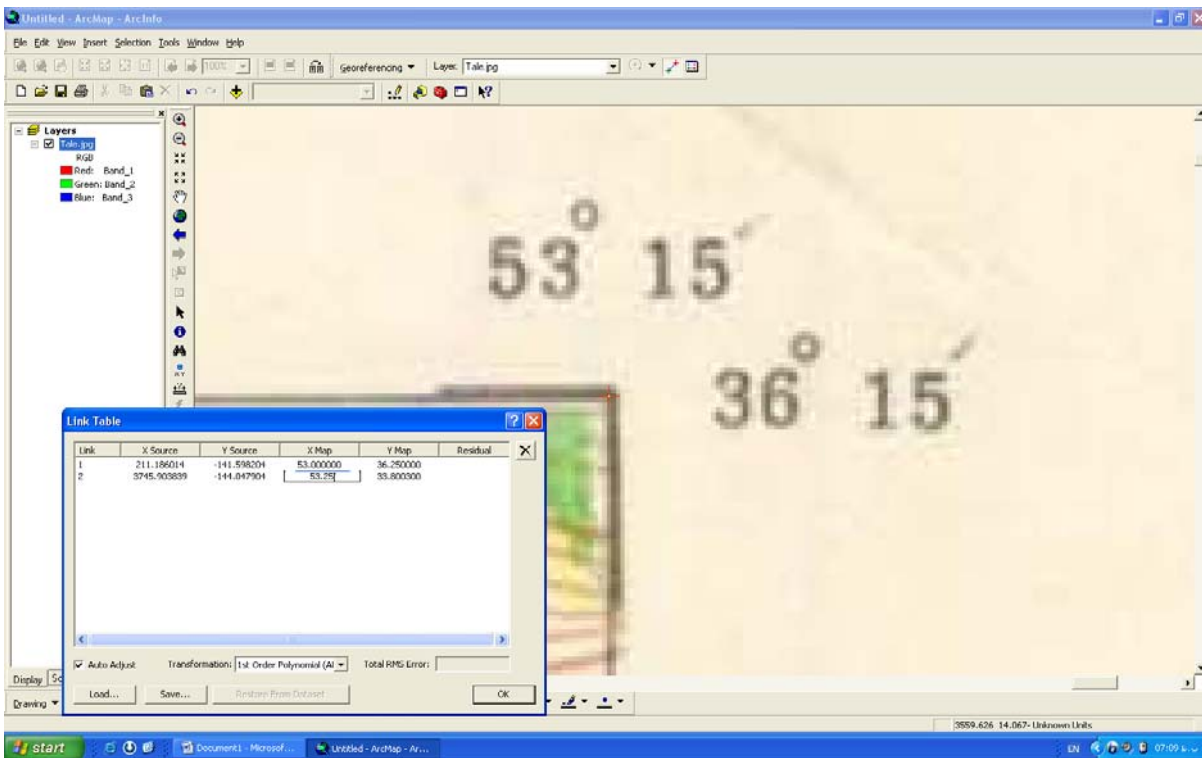 Untitled - ArcMap - ArcInfo
File Edit View Insert Selection Tools Window Help
100% Georeferencing Layer: Tale.jpg
Layers
Tale.jpg
RGB
Red: Band_1
Green: Band_2
Blue: Band_3
53° 15′
36° 15′
Link Table
Link X Source Y Source X Map Y Map Residual
1 211.186014 -141.598204 53.000000 36.250000
2 3745.903839 -144.047904 53.25 33.800300
Auto Adjust Transformation: 1st Order Polynomial (Af Total RMS Error:
Load... Save... Restore From Dataset OK
Display
Drawing
3559.626 14.067- Unknown Units
start Document1 - Microsof... Untitled - ArcMap - Ar... EN 07:09